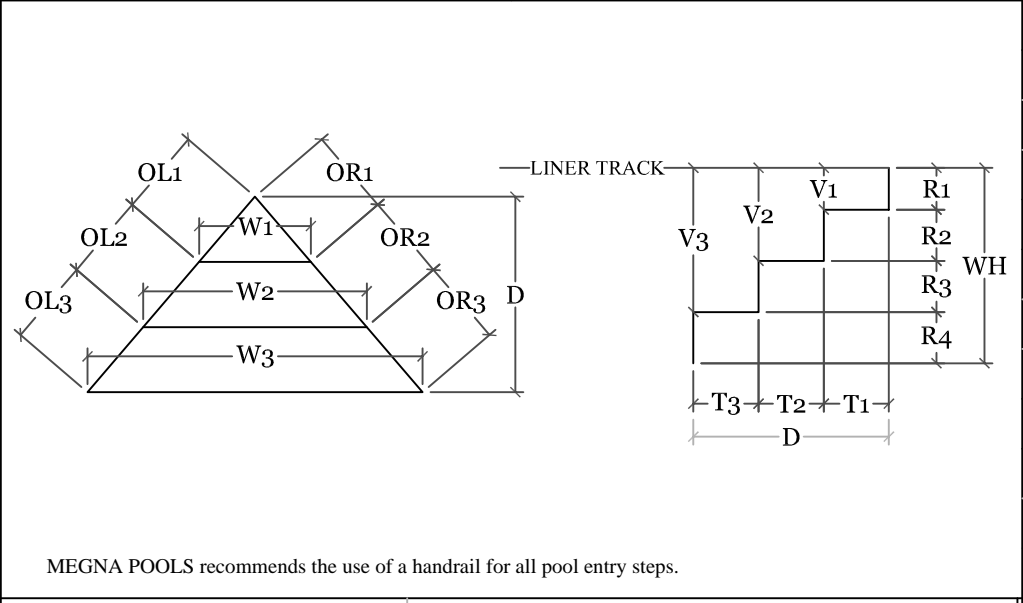 OL1
OR1
OL2
OR2
OL3
OR3
W1
W2
W3
D
LINER TRACK
V1
V2
V3
R1
R2
R3
R4
WH
T3
T2
T1
D
MEGNA POOLS recommends the use of a handrail for all pool entry steps.